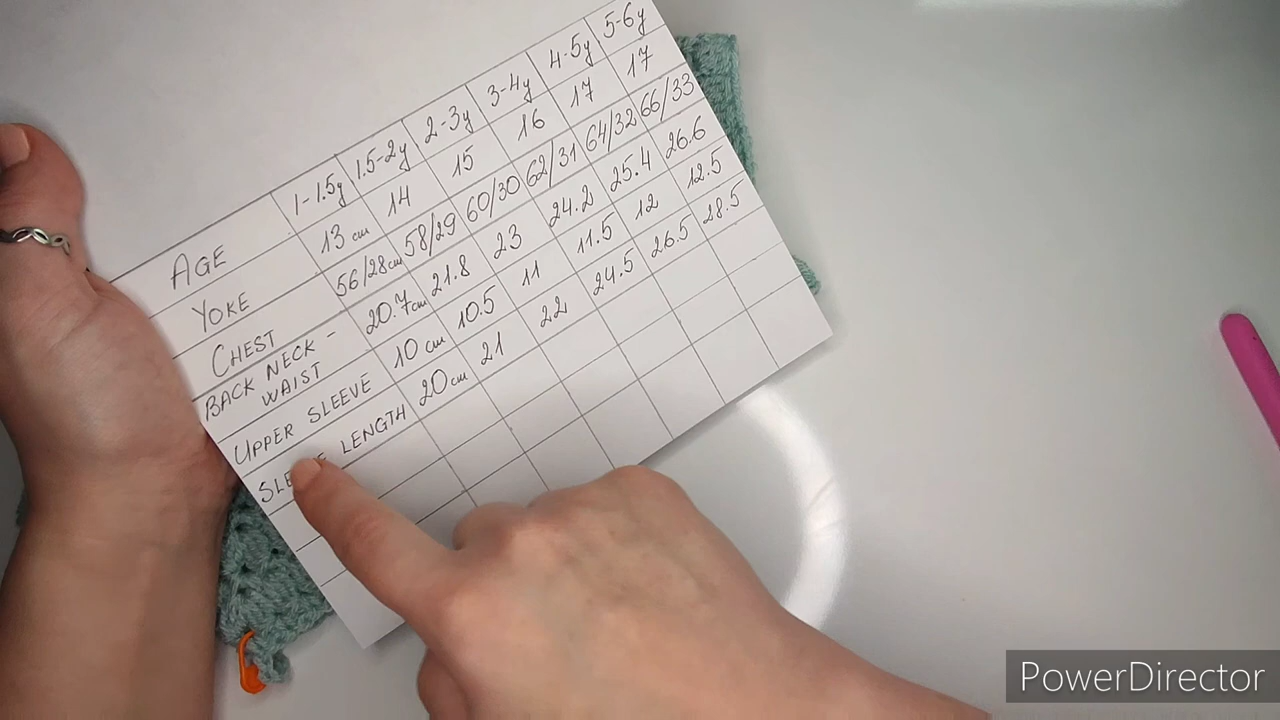 AGE 1-1.5y 1.5-2y 2-3y 3-4y 4-5y 5-6y
YOKE 13 cm 14 15 16 17 17
CHEST 56/28cm 58/29 60/30 62/31 64/32 66/33
BACK NECK - WAIST 20.7cm 21.8 23 24.2 25.4 26.6
UPPER SLEEVE 10 cm 10.5 11 11.5 12 12.5
LENGTH 20cm 21 22 24.5 26.5 28.5
PowerDirector